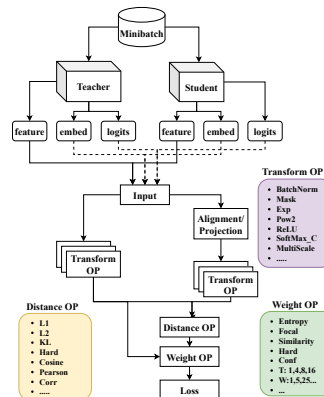 Minibatch
Teacher
Student
feature
embed
logits
feature
embed
logits
Input
Alignment/
Projection
Transform
OP
Transform
OP
Distance OP
Weight OP
Loss
Transform OP
• BatchNorm
• Mask
• Exp
• Pow2
• ReLU
• SoftMax_C
• MultiScale
• .....
Distance OP
• L1
• L2
• KL
• Hard
• Cosine
• Pearson
• Corr
• .....
Weight OP
• Entropy
• Focal
• Similarity
• Hard
• Conf
• T: 1,4,8,16
• W:1,5,25...
• ...